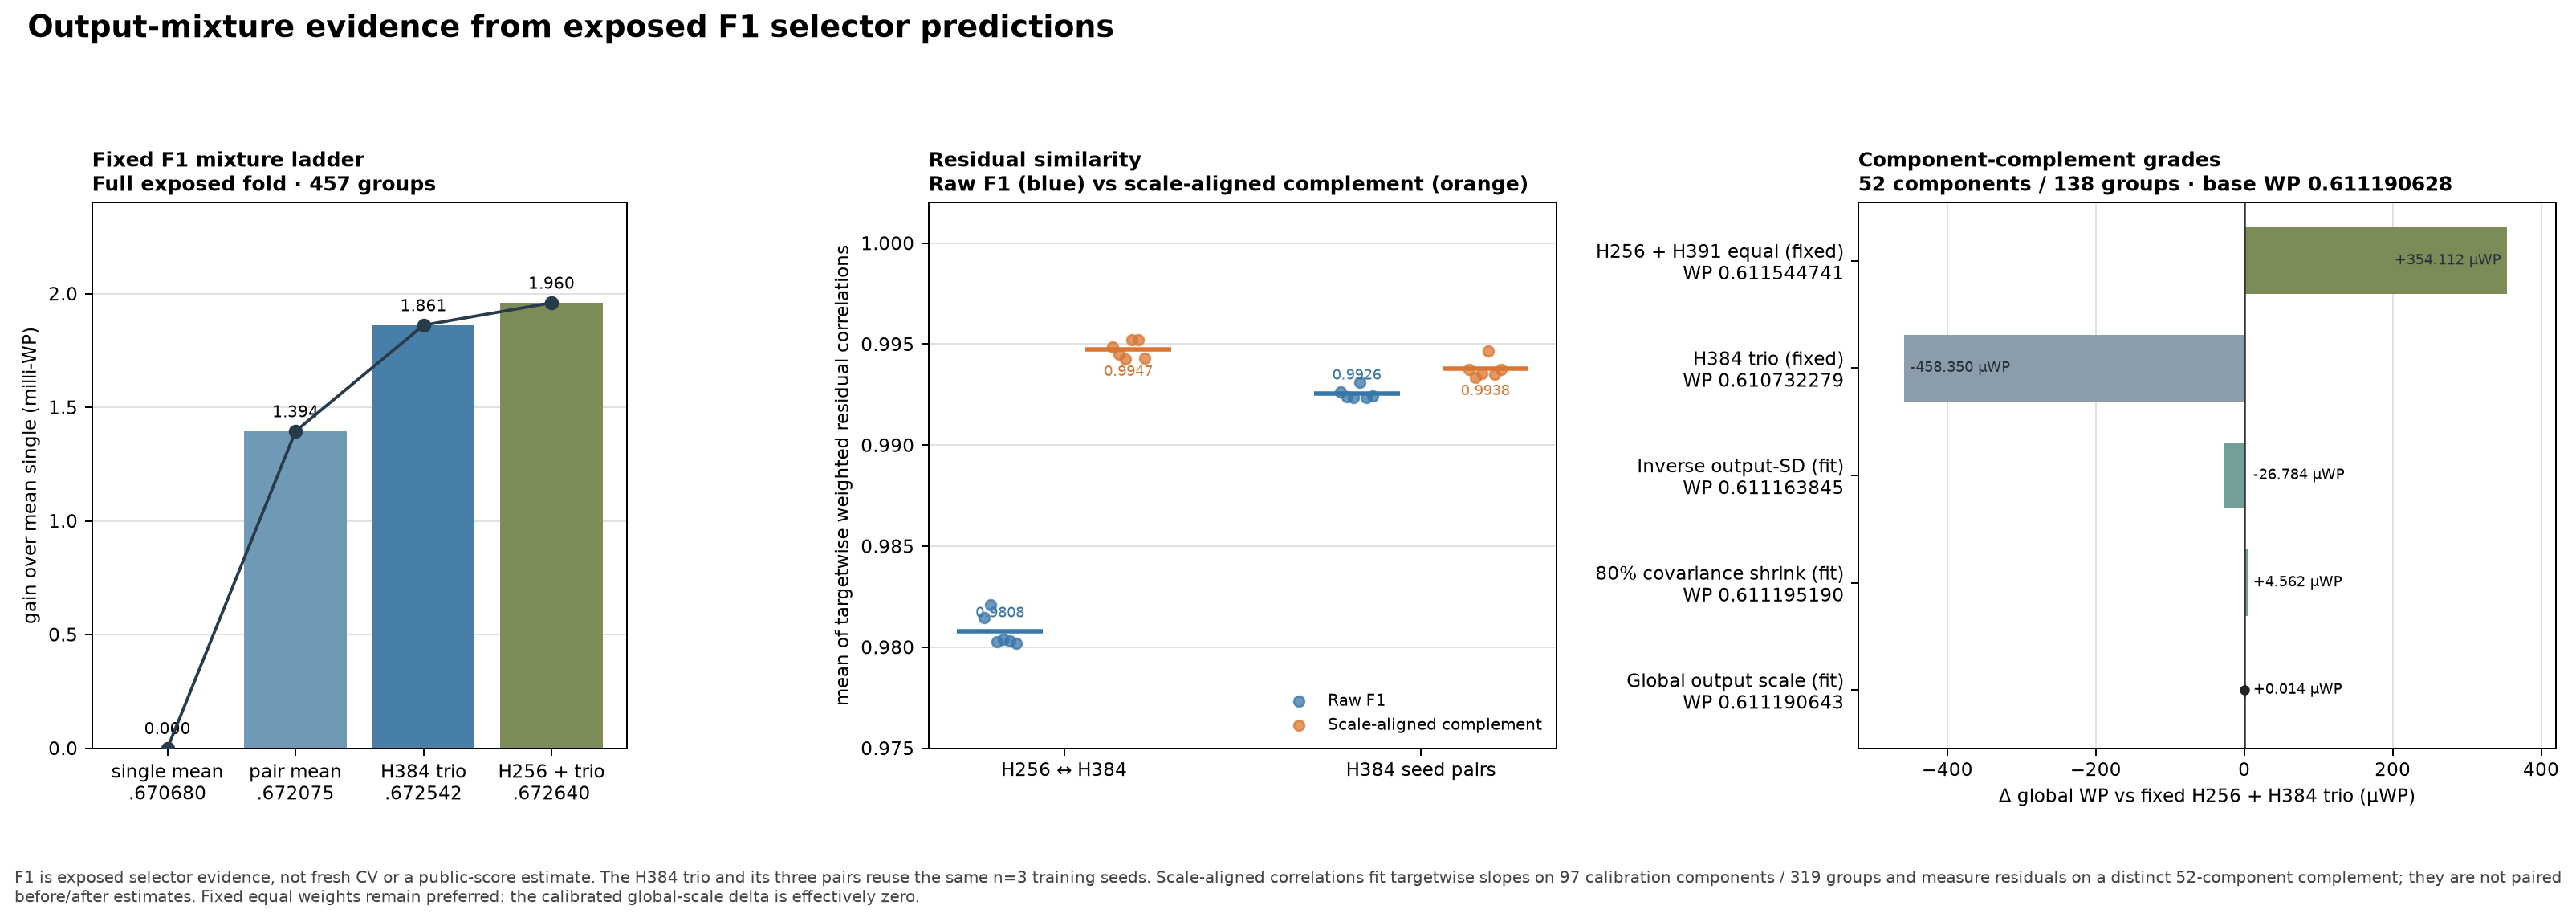 Output-mixture evidence from exposed F1 selector predictions
Fixed F1 mixture ladder
Full exposed fold · 457 groups
gain over mean single (milli-WP)
2.0
1.5
1.0
0.5
0.0
0.000
1.394
1.861
1.960
single mean
.670680
pair mean
.672075
H384 trio
.672542
H256 + trio
.672640
Residual similarity
Raw F1 (blue) vs scale-aligned complement (orange)
mean of targetwise weighted residual correlations
1.000
0.995
0.990
0.985
0.980
0.975
0.9808
0.9947
0.9926
0.9938
Raw F1
Scale-aligned complement
H256 ↔ H384
H384 seed pairs
Component-complement grades
52 components / 138 groups · base WP 0.611190628
H256 + H391 equal (fixed)
WP 0.611544741
+354.112 µWP
H384 trio (fixed)
WP 0.610732279
-458.350 µWP
Inverse output-SD (fit)
WP 0.611163845
-26.784 µWP
80% covariance shrink (fit)
WP 0.611195190
+4.562 µWP
Global output scale (fit)
WP 0.611190643
+0.014 µWP
−400
−200
0
200
400
Δ global WP vs fixed H256 + H384 trio (µWP)
F1 is exposed selector evidence, not fresh CV or a public-score estimate. The H384 trio and its three pairs reuse the same n=3 training seeds. Scale-aligned correlations fit targetwise slopes on 97 calibration components / 319 groups and measure residuals on a distinct 52-component complement; they are not paired
before/after estimates. Fixed equal weights remain preferred: the calibrated global-scale delta is effectively zero.